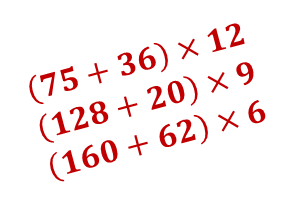 (75 + 36) × 12
(128 + 20) × 9
(160 + 62) × 6